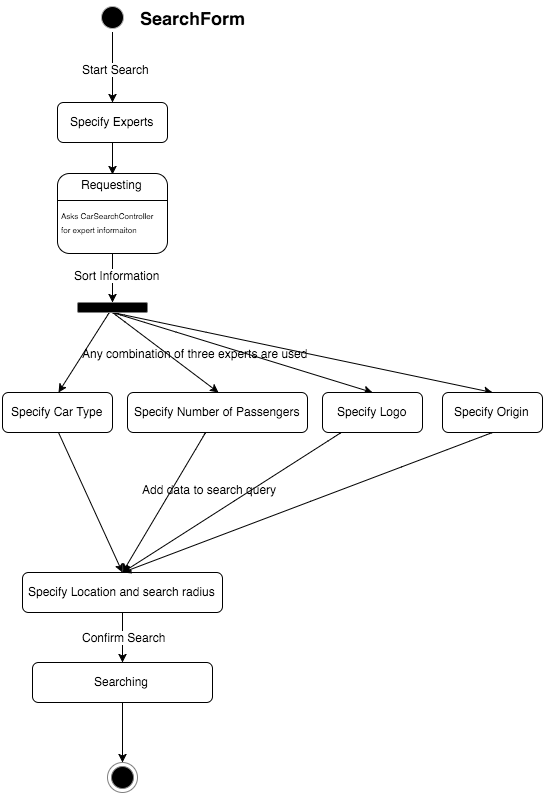 SearchForm
Start Search
Specify Experts
Requesting
Asks CarSearchController
for expert informaiton
Sort Information
Any combination of three experts are used
Specify Car Type
Specify Number of Passengers
Specify Logo
Specify Origin
Add data to search query
Specify Location and search radius
Confirm Search
Searching